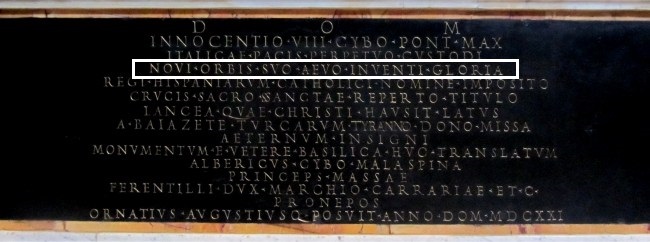 D O M
INNOCENTIO·VIII·CYBO·PONT·MAX
ITALICAE·PACIS·PERPETVO·CVSTODI
NOVI·ORBIS·SVO·AEVO·INVENTI·GLORIA
REGI·HISPANIARVM·CATHOLICI·NOMINE·IMPOSITO
CRVCIS·SACRO·SANCTAE·REPERTO·TITVLO
LANCEA·QVAE·CHRISTI·HAVSIT·LATVS
A·BAIAZETE·TVRCARVM·TYRANNO·DONO·MISSA
AETERNVM·INSIGNI
MONVMENTVM·E·VETERE·BASILICA·HVC·TRANSLATVM
ALBERICVS·CYBO·MALASPINA
PRINCEPS·MASSAE
FERENTILLI·DVX·MARCHIO·CARRARIAE·ET·C·
PRONEPOS
ORNATIVS·AVGVSTIVSQ·POSVIT·ANNO·DOM·MDCXXI